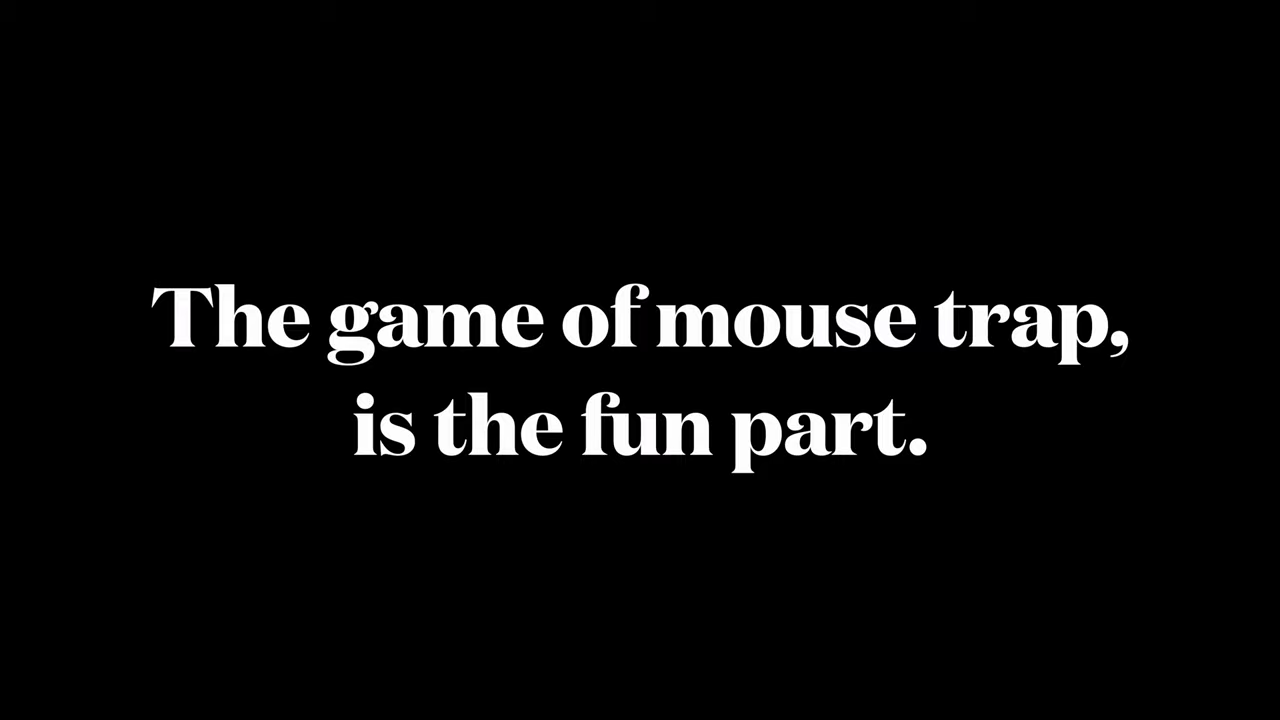 The game of mouse trap,
is the fun part.